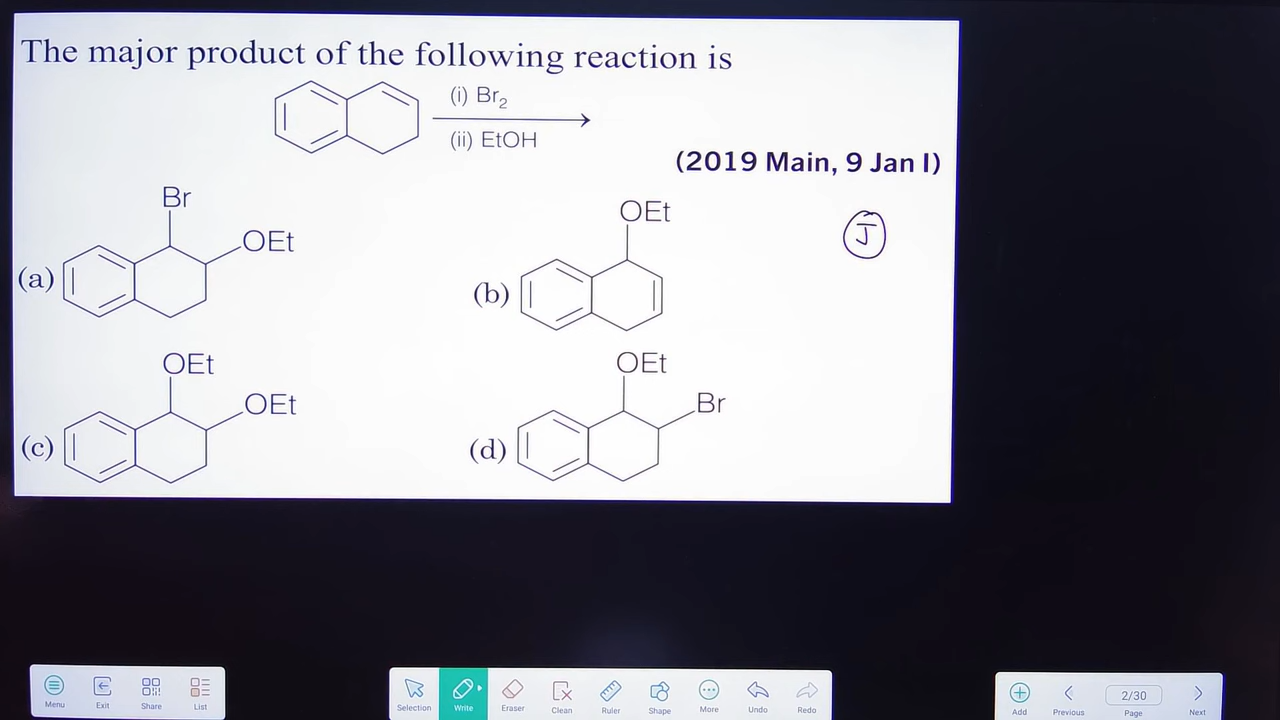 The major product of the following reaction is
(i) Br2
(ii) EtOH
(2019 Main, 9 Jan I)
Br
OEt
(a)
OEt
(b)
J
OEt
OEt
(c)
OEt
Br
(d)
Menu
Exit
Share
List
Selection
Write
Eraser
Clean
Ruler
Shape
More
Undo
Redo
Add
Previous
2/30
Page
Next